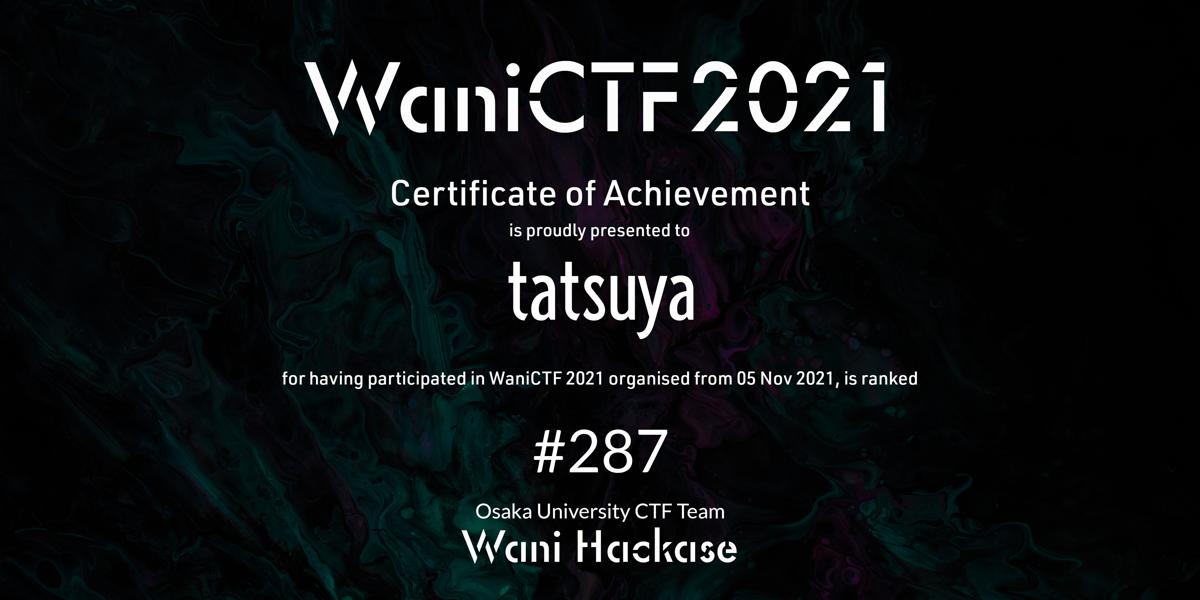 WaniCTF2021
Certificate of Achievement
is proudly presented to
tatsuya
for having participated in WaniCTF 2021 organised from 05 Nov 2021, is ranked
#287
Osaka University CTF Team
Wani Hackase